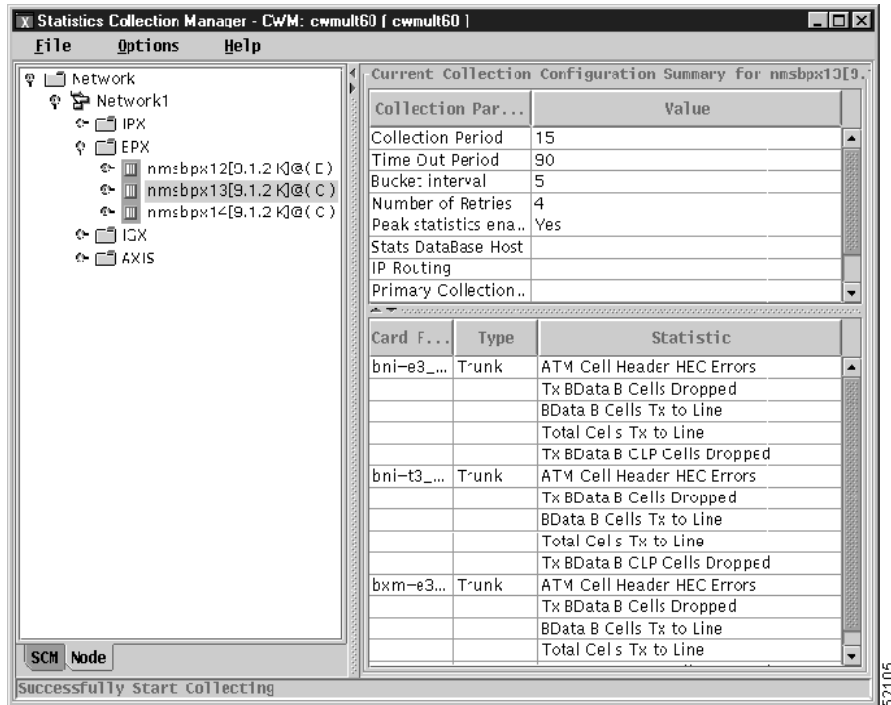 Statistics Collection Manager - CWM: cwmult60 [ cwmult60 ]
File Options Help
Network
Network1
IPX
EPX
nmsbpx12[9.1.2 K]@( C )
nmsbpx13[9.1.2 K]@( C )
nmsbpx14[9.1.2 K]@( C )
IGX
AXIS
SCM Node
Current Collection Configuration Summary for nmsbpx13[9.
Collection Par... Value
Collection Period 15
Time Out Period 90
Bucket interval 5
Number of Retries 4
Peak statistics ena.. Yes
Stats DataBase Host
IP Routing
Primary Collection..
Card F... Type Statistic
bni-e3_... Trunk ATM Cell Header HEC Errors
Tx BData B Cells Dropped
BData B Cells Tx to Line
Total Cells Tx to Line
Tx BData B CLP Cells Dropped
bni-t3_... Trunk ATM Cell Header HEC Errors
Tx BData B Cells Dropped
BData B Cells Tx to Line
Total Cells Tx to Line
Tx BData B CLP Cells Dropped
bxm-e3... Trunk ATM Cell Header HEC Errors
Tx BData B Cells Dropped
BData B Cells Tx to Line
Total Cells Tx to Line
Successfully Start Collecting
52105